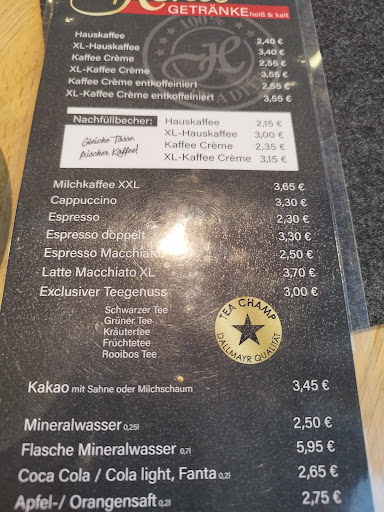 GETRÄNKE heiß & kalt
Hauskaffee 2,40 €
XL-Hauskaffee 3,40 €
Kaffee Crème 2,55 €
XL-Kaffee Crème 3,55 €
Kaffee Crème entkoffeiniert 2,55 €
XL-Kaffee Crème entkoffeiniert 3,55 €
Nachfüllbecher:
Gleiche Tasse,
frischer Kaffee!
Hauskaffee 2,15 €
XL-Hauskaffee 3,00 €
Kaffee Crème 2,35 €
XL-Kaffee Crème 3,15 €
Milchkaffee XXL 3,65 €
Cappuccino 3,30 €
Espresso 2,30 €
Espresso doppelt 3,30 €
Espresso Macchiato 2,50 €
Latte Macchiato XL 3,70 €
Exclusiver Teegenuss 3,00 €
Schwarzer Tee
Grüner Tee
Kräutertee
Früchtetee
Rooibos Tee
TEA CHAMP
DALLMAYR QUALITÄT
Kakao mit Sahne oder Milchschaum 3,45 €
Mineralwasser 0,25l 2,50 €
Flasche Mineralwasser 0,7l 5,95 €
Coca Cola / Cola light, Fanta 0,2l 2,65 €
Apfel-/ Orangensaft 0,2l 2,75 €